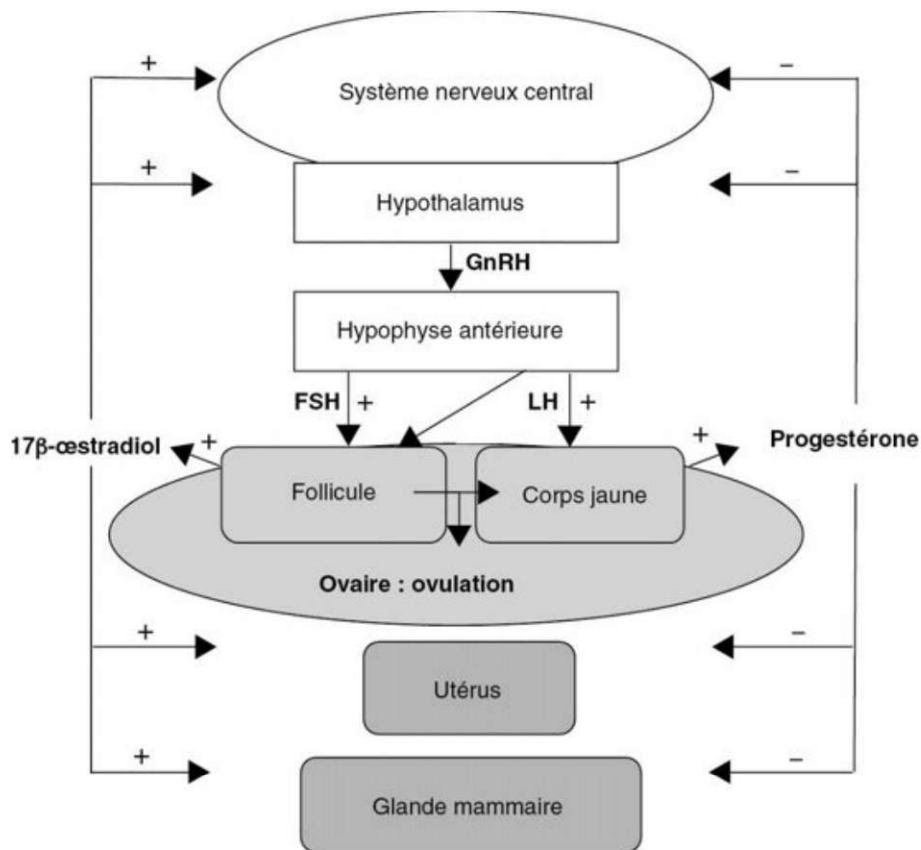 +
–
Système nerveux central
+
–
Hypothalamus
GnRH
Hypophyse antérieure
FSH
+
LH
+
17β-œstradiol
+
+
Progestérone
Follicule
Corps jaune
Ovaire : ovulation
+
–
Utérus
+
–
Glande mammaire